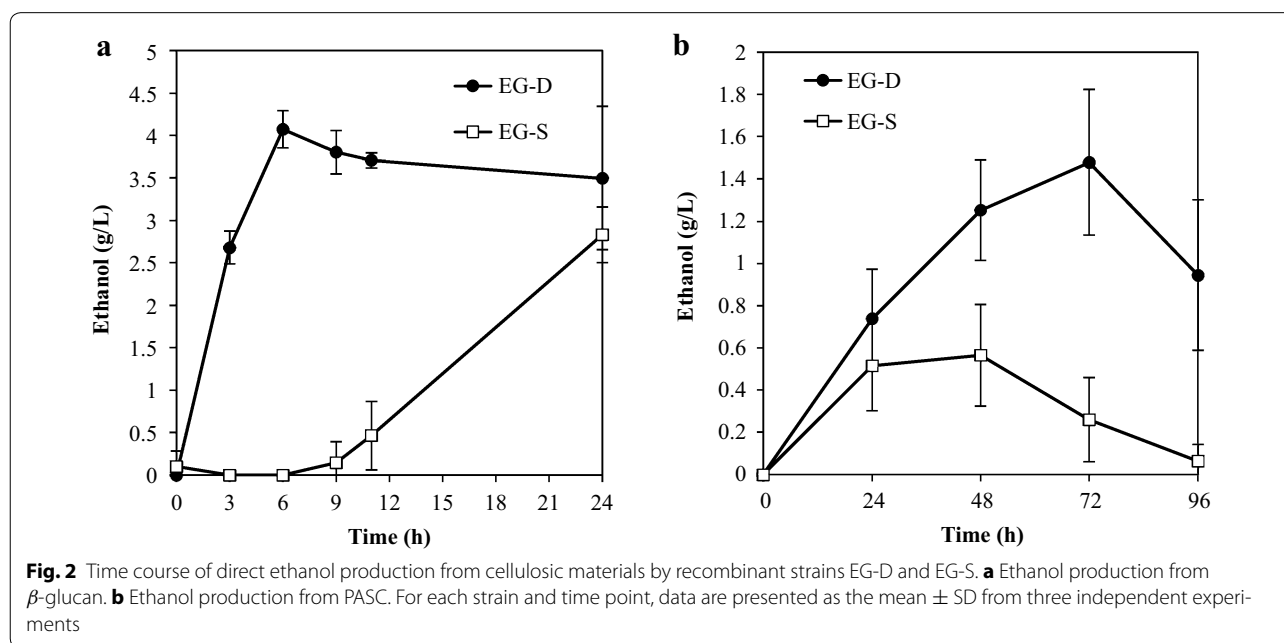 a
5
4.5
4
3.5
3
2.5
2
1.5
1
0.5
0
Ethanol (g/L)
EG-D
EG-S
0 3 6 9 12 15 18 21 24
Time (h)
b
2
1.8
1.6
1.4
1.2
1
0.8
0.6
0.4
0.2
0
Ethanol (g/L)
EG-D
EG-S
0 24 48 72 96
Time (h)
Fig. 2 Time course of direct ethanol production from cellulosic materials by recombinant strains EG-D and EG-S. a Ethanol production from
β-glucan. b Ethanol production from PASC. For each strain and time point, data are presented as the mean ± SD from three independent experi-
ments